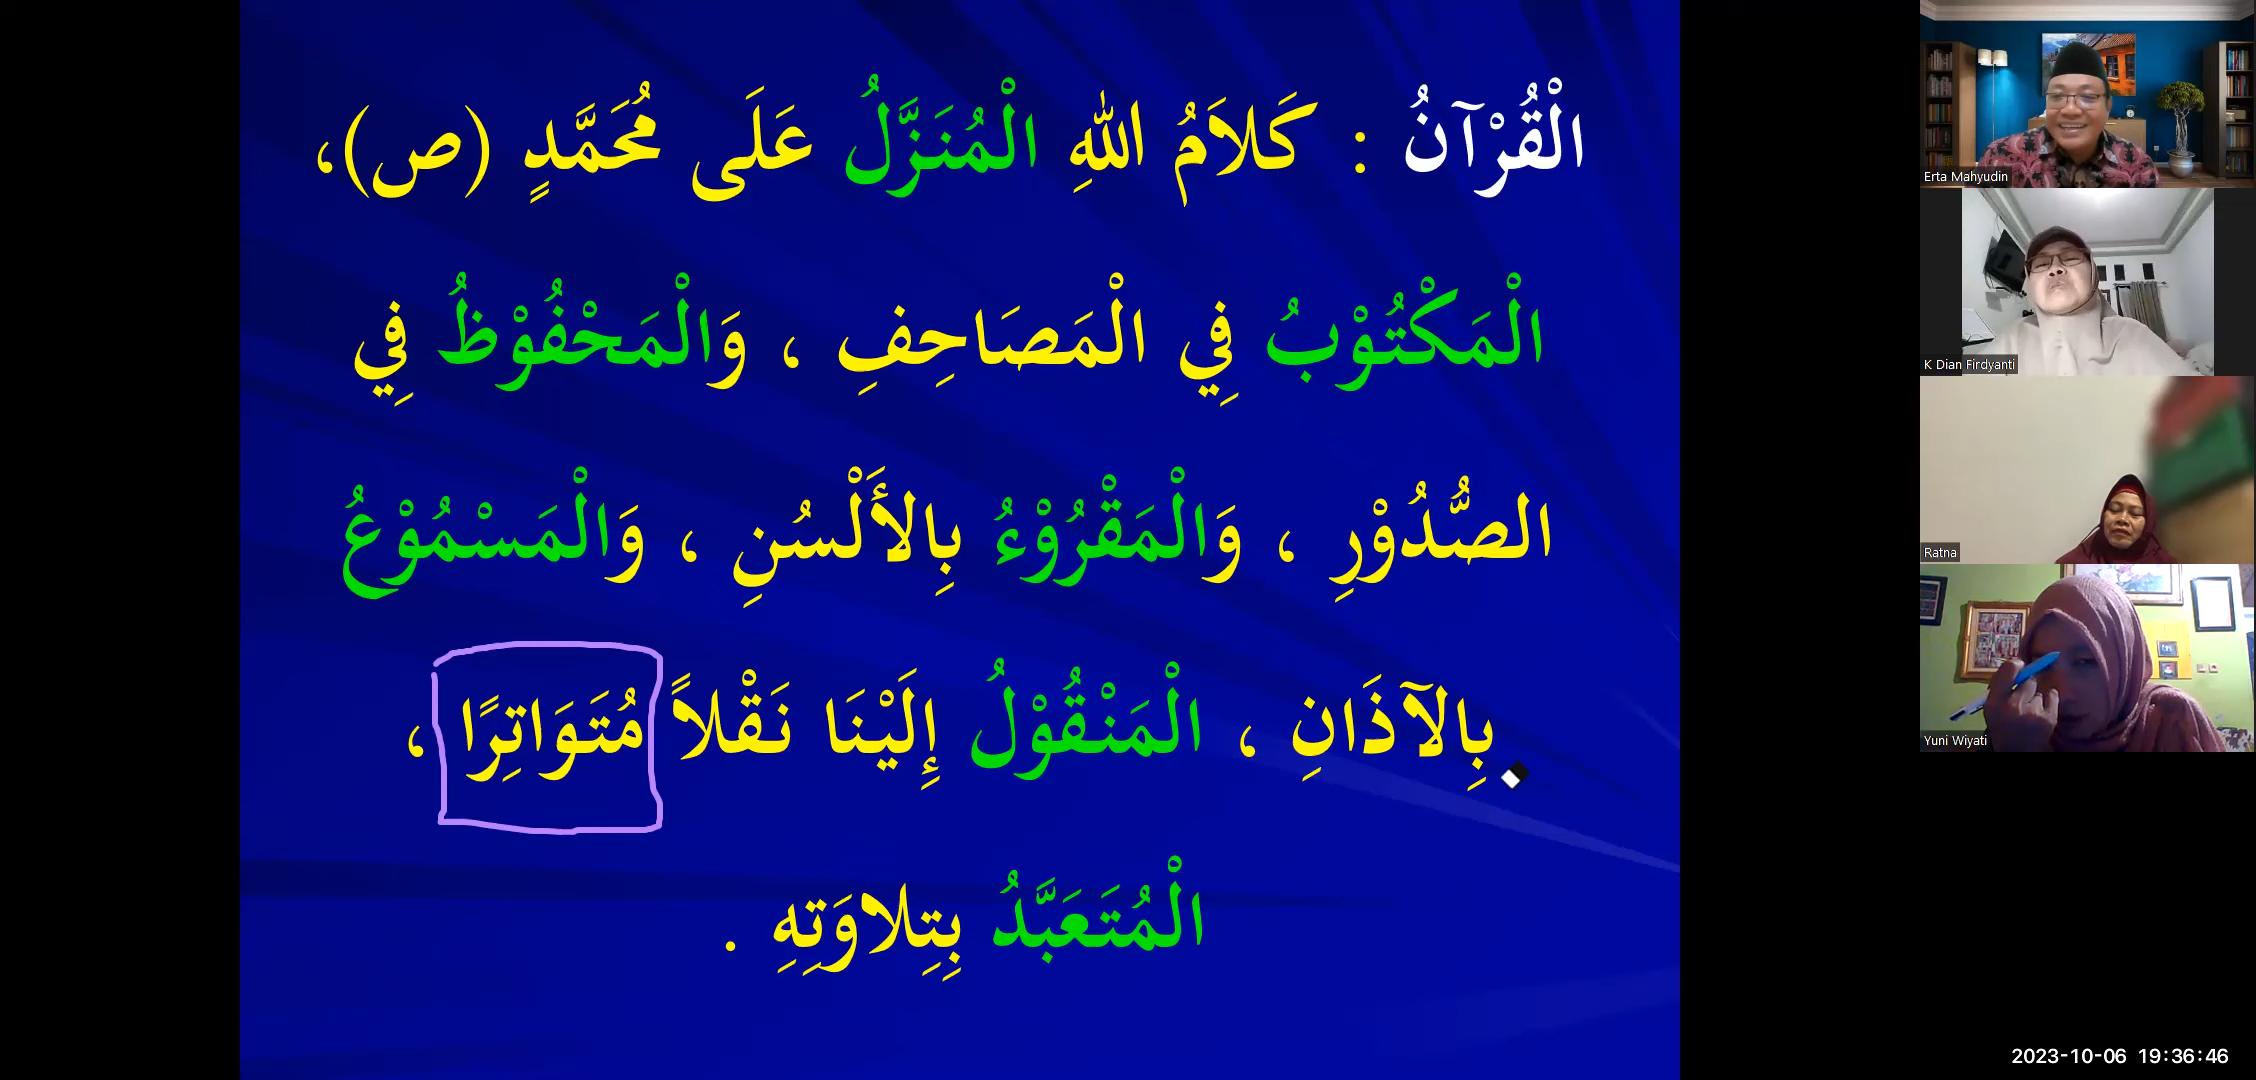 الْقُرْآنُ : كَلاَمُ اللهِ الْمُنَزَّلُ عَلَى مُحَمَّدٍ (ص)،
الْمَكْتُوْبُ فِي الْمَصَاحِفِ ، وَالْمَحْفُوْظُ فِي
الصُّدُوْرِ ، وَالْمَقْرُوْءُ بِالأَلْسُنِ ، وَالْمَسْمُوْعُ
بِالآذَانِ ، الْمَنْقُوْلُ إِلَيْنَا نَقْلاً مُتَوَاتِرًا ،
الْمُتَعَبَّدُ بِتِلاوَتِهِ .
Erta Mahyudin
K Dian Firdyanti
Ratna
Yuni Wiyati
2023-10-06 19:36:46